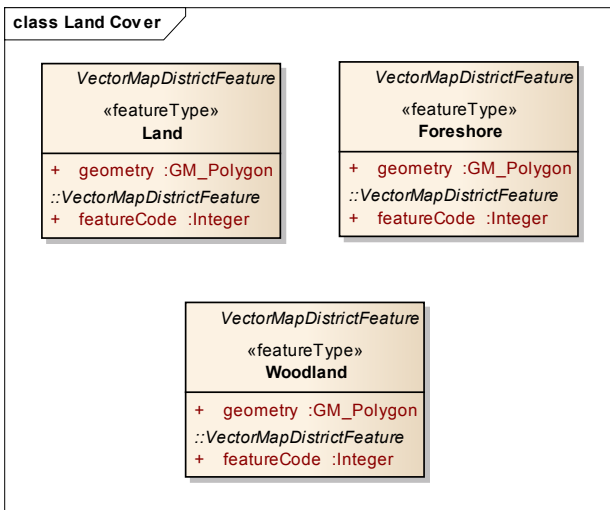 class Land Cover
VectorMapDistrictFeature
«featureType»
Land
+ geometry :GM_Polygon
::VectorMapDistrictFeature
+ featureCode :Integer
VectorMapDistrictFeature
«featureType»
Foreshore
+ geometry :GM_Polygon
::VectorMapDistrictFeature
+ featureCode :Integer
VectorMapDistrictFeature
«featureType»
Woodland
+ geometry :GM_Polygon
::VectorMapDistrictFeature
+ featureCode :Integer